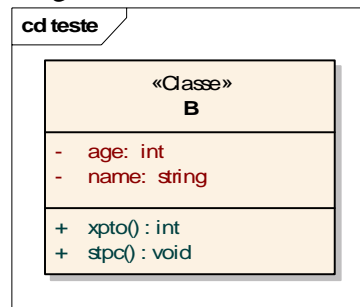 cd teste
«Classe»
B
- age: int
- name: string
+ xpto() : int
+ stpc() : void